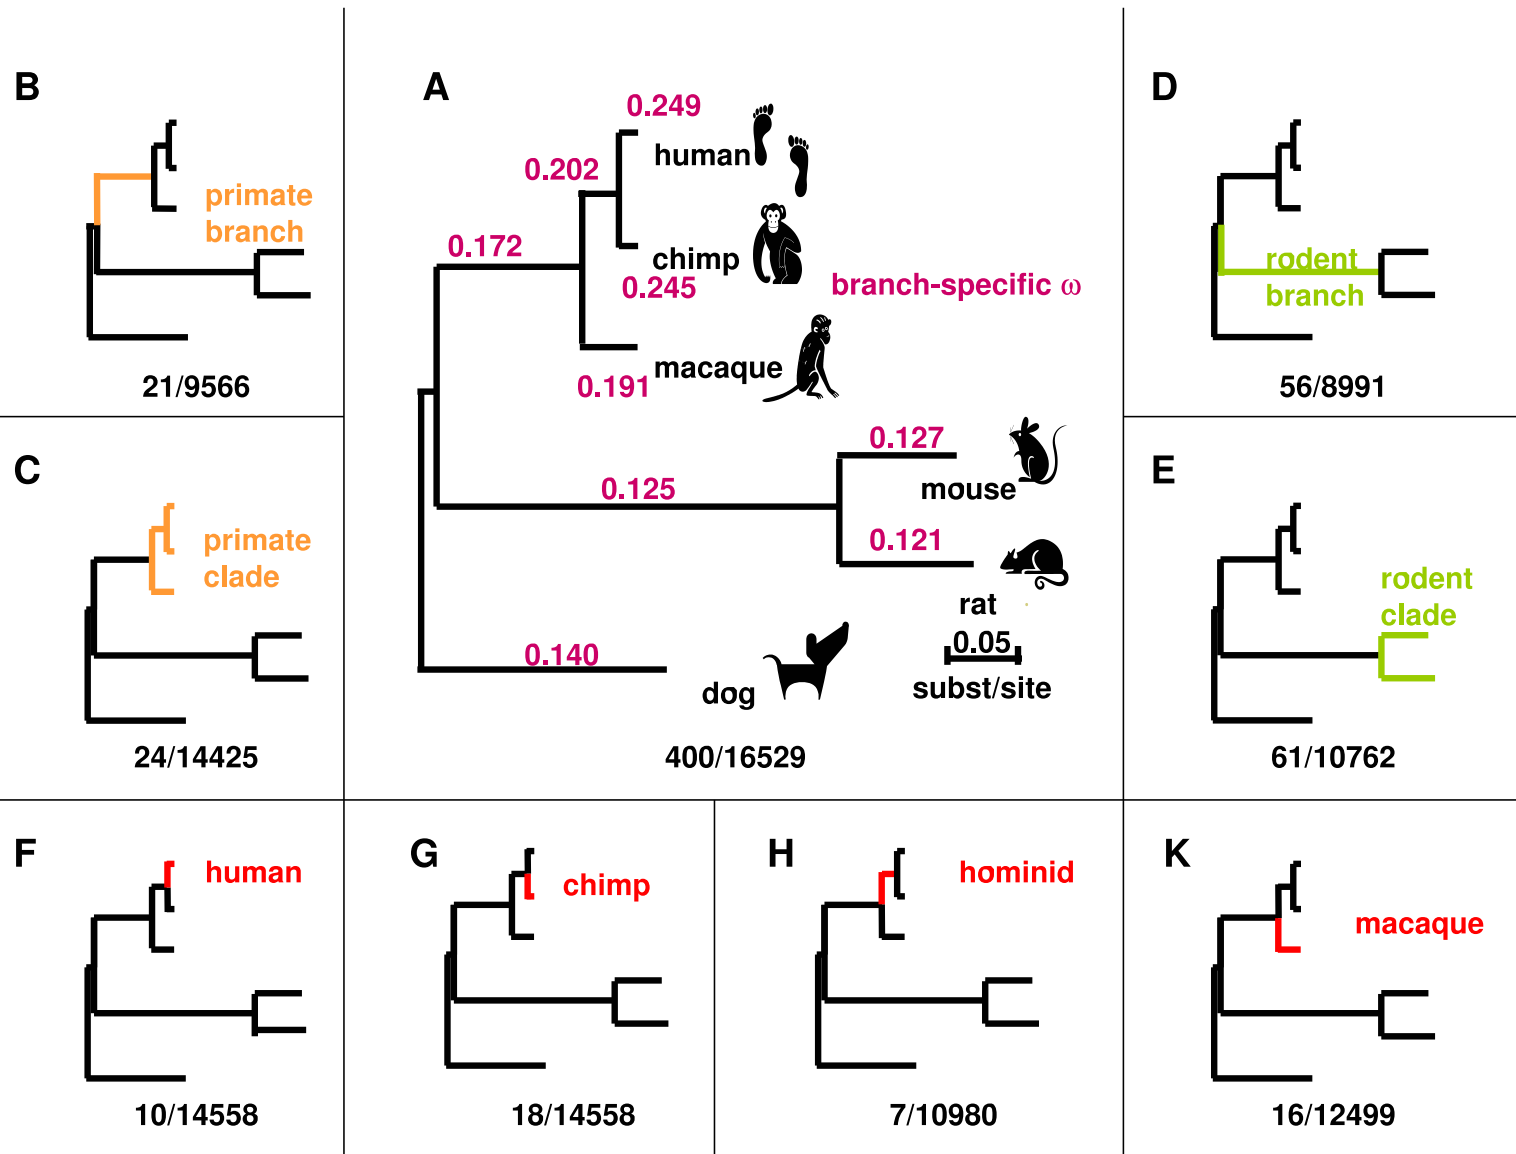 B
primate
branch
21/9566
A
0.249
human
0.202
0.172
chimp
0.245
branch-specific ω
macaque
0.191
0.127
mouse
0.125
0.121
rat
0.05
subst/site
0.140
dog
400/16529
D
rodent
branch
56/8991
C
primate
clade
24/14425
E
rodent
clade
61/10762
F
human
10/14558
G
chimp
18/14558
H
hominid
7/10980
K
macaque
16/12499